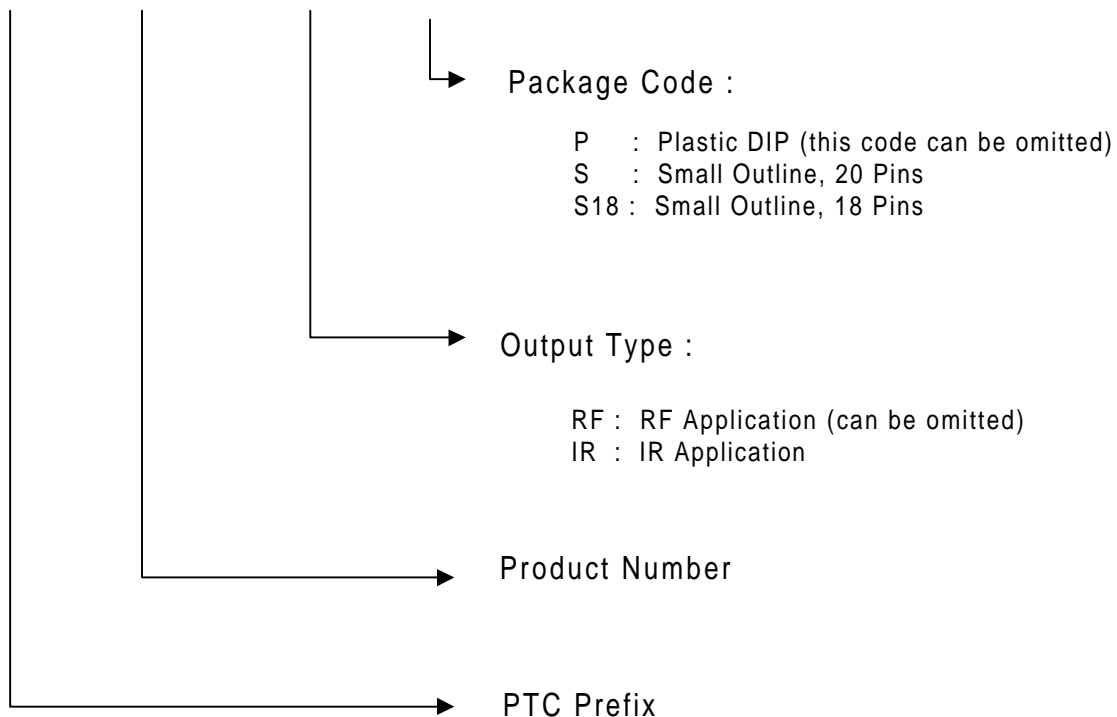 Package Code :
P : Plastic DIP (this code can be omitted)
S : Small Outline, 20 Pins
S18 : Small Outline, 18 Pins
Output Type :
RF : RF Application (can be omitted)
IR : IR Application
Product Number
PTC Prefix